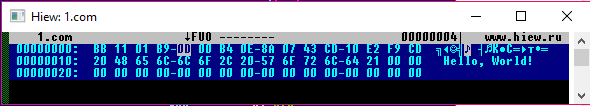 Hiew: 1.com
1.com ↓FUO -------- 00000004 | www.hiew.ru
00000000: BB 11 01 B9-0D 00 B4 0E-8A 07 43 CD-10 E2 F9 CD ╗◄☺╣♪ ┤♫К•C═►т∙═
00000010: 20 48 65 6C-6C 6F 2C 20-57 6F 72 6C-64 21 00 00 Hello, World!
00000020: 00 00 00 00-00 00 00 00-00 00 00 00-00 00 00 00